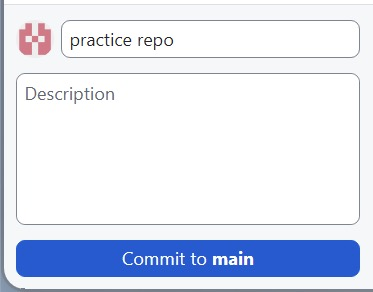 practice repo
Description
Commit to main